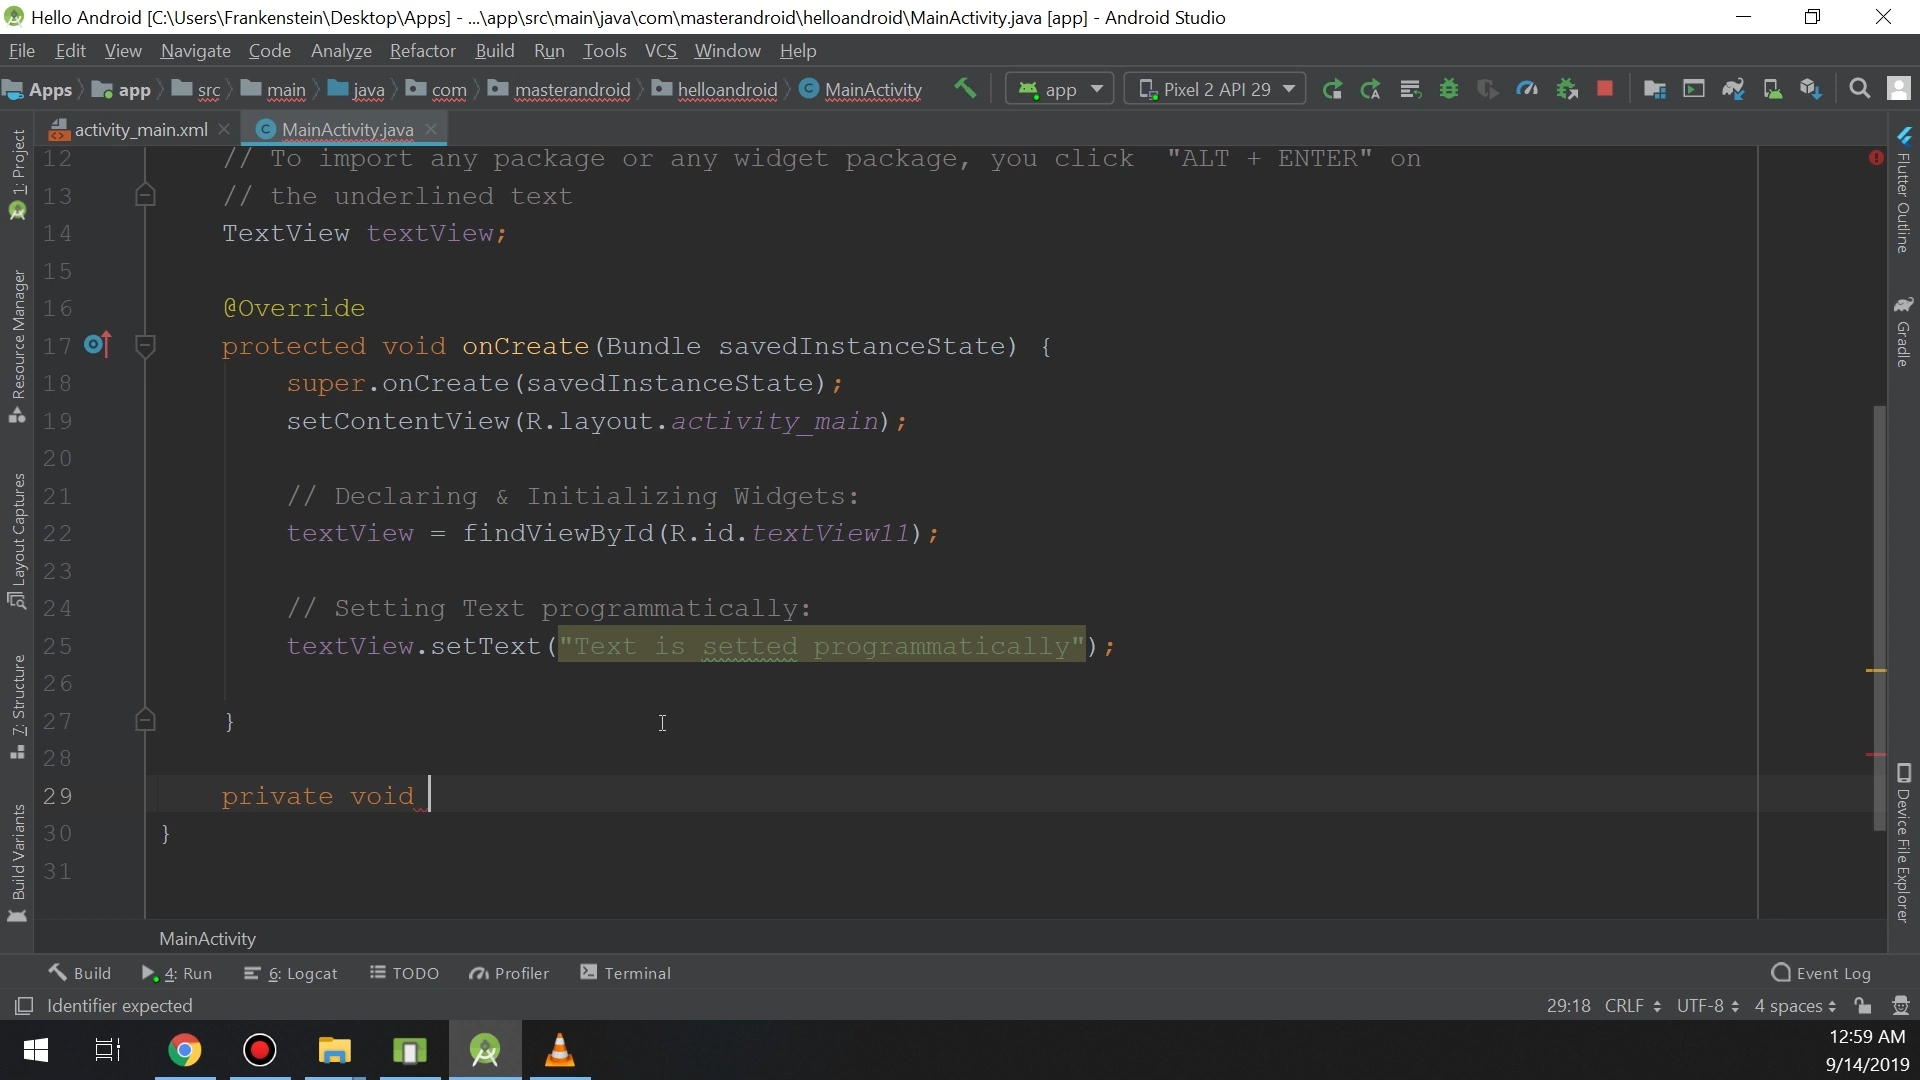 Hello Android [C:\Users\Frankenstein\Desktop\Apps] - ...\app\src\main\java\com\masterandroid\helloandroid\MainActivity.java [app] - Android Studio
File Edit View Navigate Code Analyze Refactor Build Run Tools VCS Window Help
Apps app src main java com masterandroid helloandroid MainActivity app Pixel 2 API 29
activity_main.xml MainActivity.java
1: Project
Resource Manager
Layout Captures
7: Structure
Build Variants
12 // To import any package or any widget package, you click "ALT + ENTER" on
13 // the underlined text
14 TextView textView;
15
16 @Override
17 protected void onCreate(Bundle savedInstanceState) {
18 super.onCreate(savedInstanceState);
19 setContentView(R.layout.activity_main);
20
21 // Declaring & Initializing Widgets:
22 textView = findViewById(R.id.textView11);
23
24 // Setting Text programmatically:
25 textView.setText("Text is setted programmatically");
26
27 }
28
29 private void
30 }
31
Flutter Outline
Gradle
Device File Explorer
MainActivity
Build 4: Run 6: Logcat TODO Profiler Terminal Event Log
Identifier expected 29:18 CRLF UTF-8 4 spaces
12:59 AM
9/14/2019